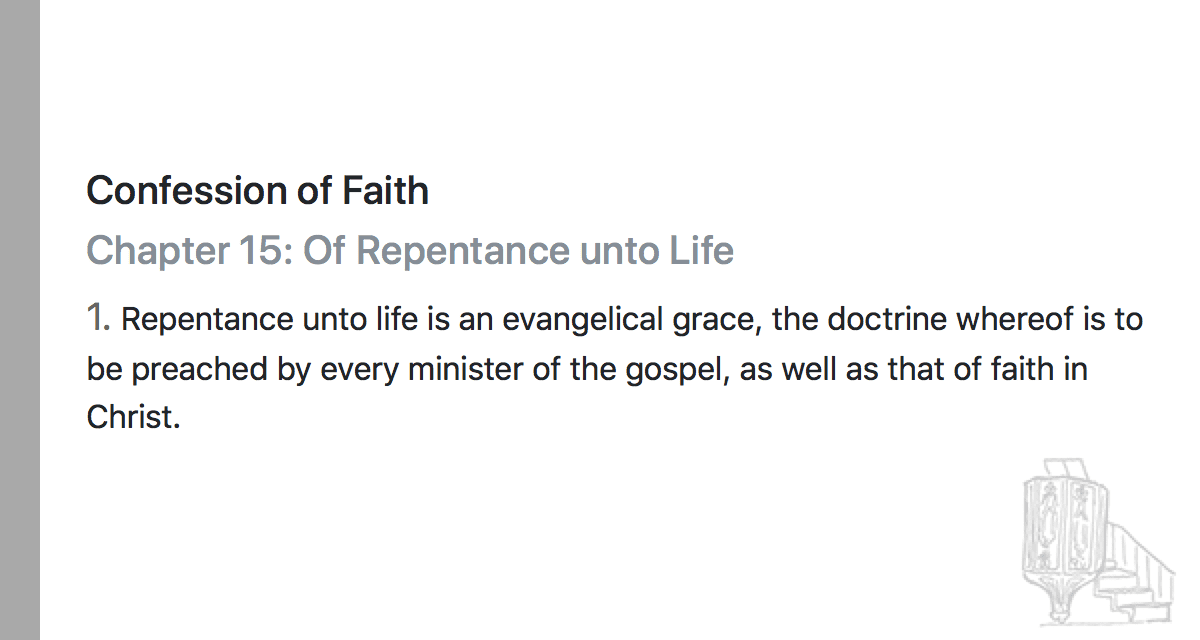 Confession of Faith
Chapter 15: Of Repentance unto Life
1. Repentance unto life is an evangelical grace, the doctrine whereof is to
be preached by every minister of the gospel, as well as that of faith in
Christ.